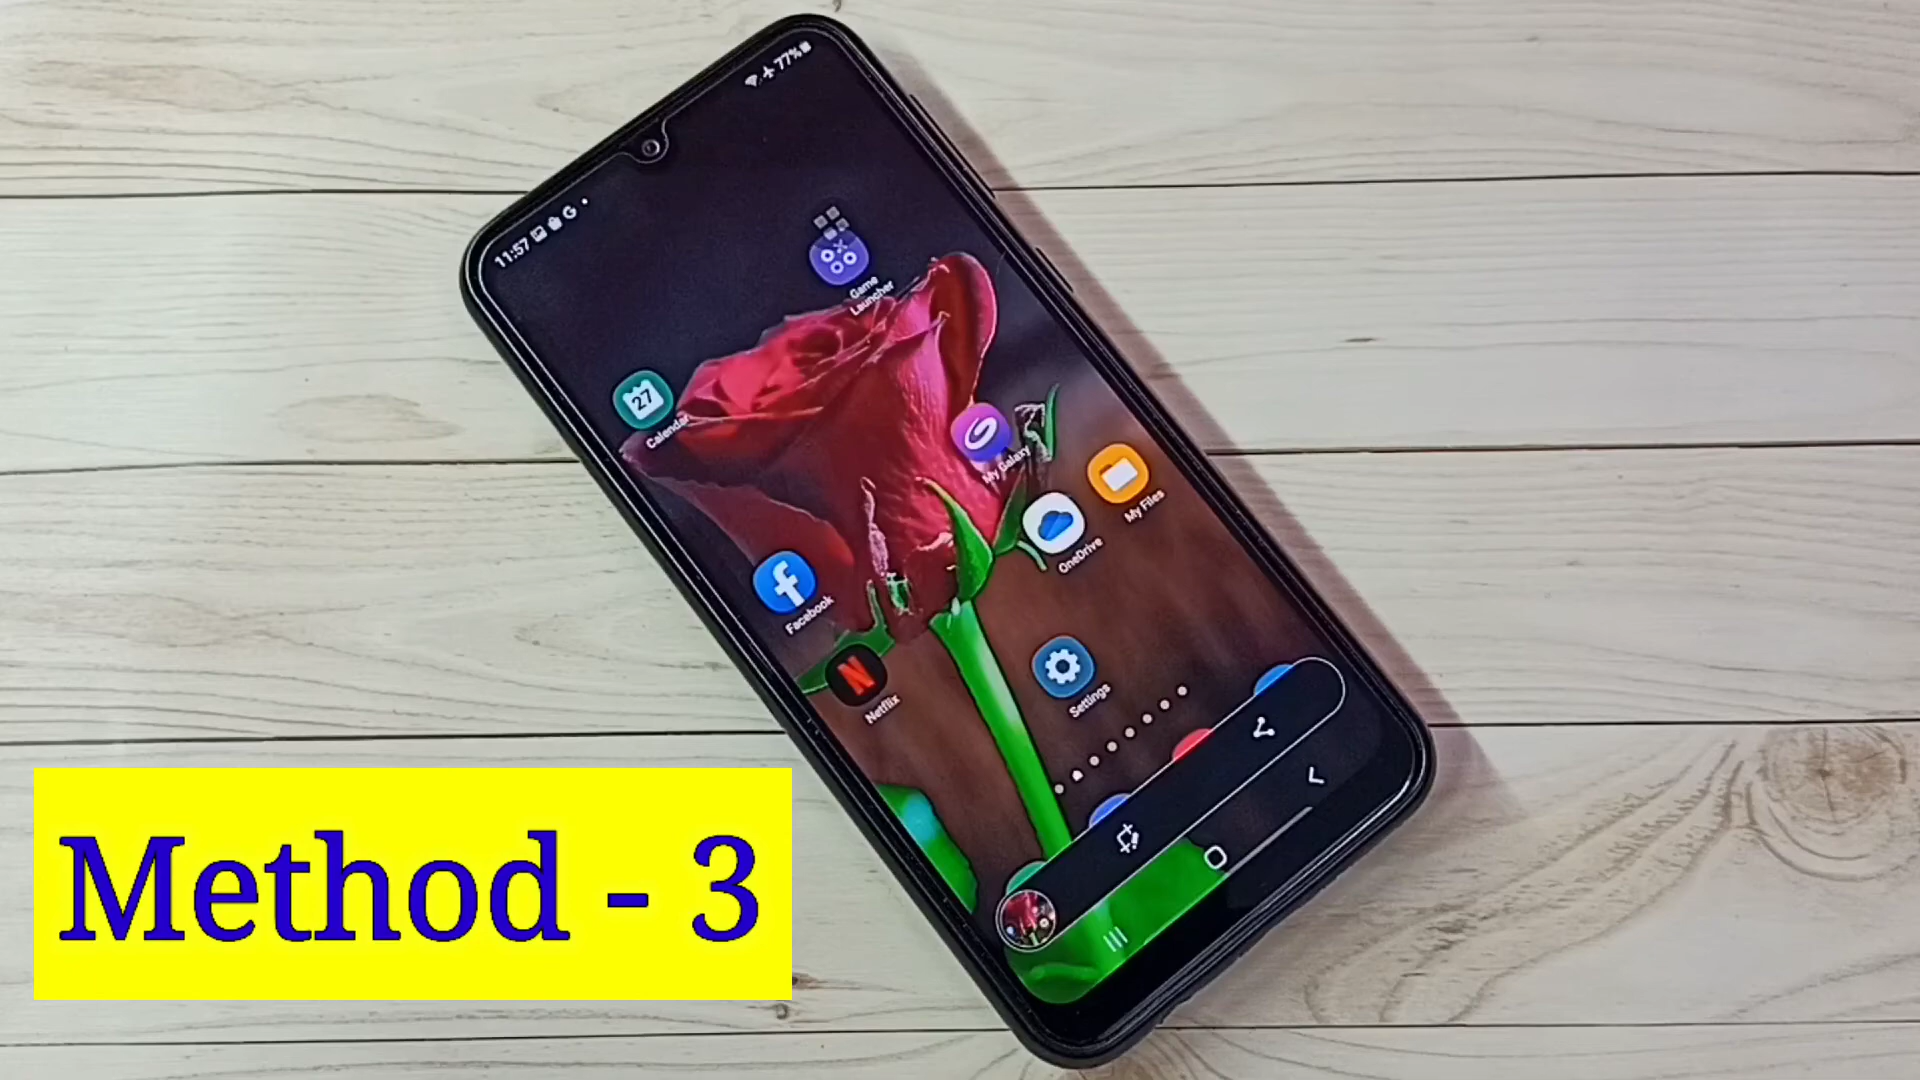 77%
11:57 G
Game
Launcher
27
Calendar
My Galaxy
My Files
OneDrive
Facebook
N
Netflix
Settings
Method - 3